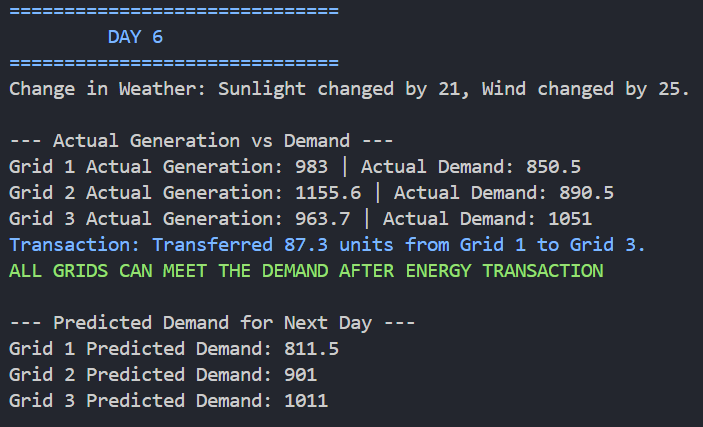 ==============================
DAY 6
==============================
Change in Weather: Sunlight changed by 21, Wind changed by 25.
--- Actual Generation vs Demand ---
Grid 1 Actual Generation: 983 | Actual Demand: 850.5
Grid 2 Actual Generation: 1155.6 | Actual Demand: 890.5
Grid 3 Actual Generation: 963.7 | Actual Demand: 1051
Transaction: Transferred 87.3 units from Grid 1 to Grid 3.
ALL GRIDS CAN MEET THE DEMAND AFTER ENERGY TRANSACTION
--- Predicted Demand for Next Day ---
Grid 1 Predicted Demand: 811.5
Grid 2 Predicted Demand: 901
Grid 3 Predicted Demand: 1011